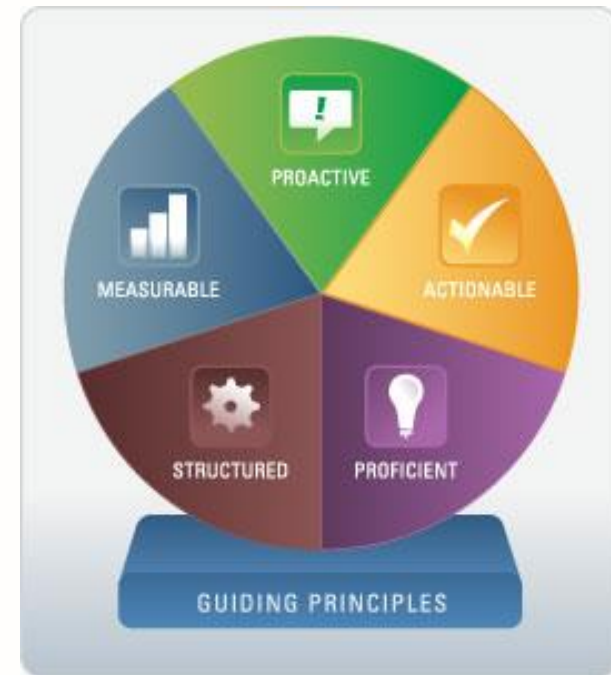 !
PROACTIVE
MEASURABLE
ACTIONABLE
STRUCTURED
PROFICIENT
GUIDING PRINCIPLES